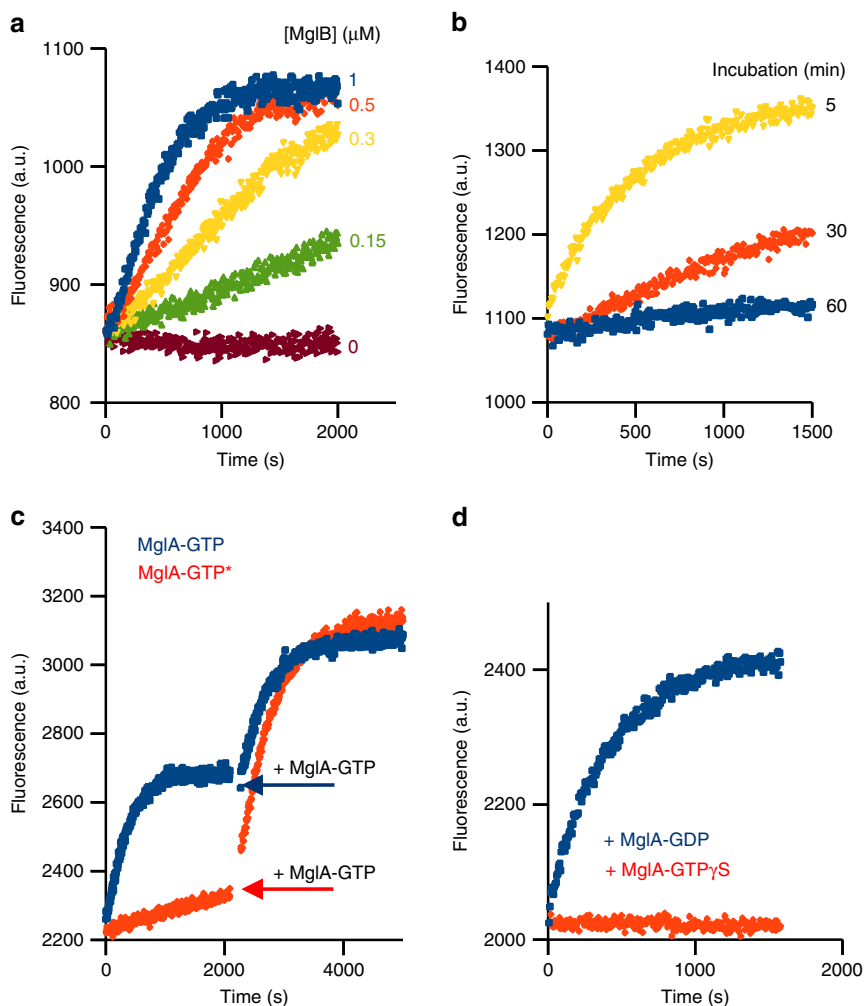 a
[MglB] (μM)
1100
1000
900
800
Fluorescence (a.u.)
1
0.5
0.3
0.15
0
0 1000 2000
Time (s)
b
Incubation (min)
1400
1300
1200
1100
1000
Fluorescence (a.u.)
5
30
60
0 500 1000 1500
Time (s)
c
3400
3200
3000
2800
2600
2400
2200
Fluorescence (a.u.)
MglA-GTP
MglA-GTP*
+ MglA-GTP
+ MglA-GTP
0 2000 4000
Time (s)
d
2400
2200
2000
Fluorescence (a.u.)
+ MglA-GDP
+ MglA-GTPγS
0 1000 2000
Time (s)